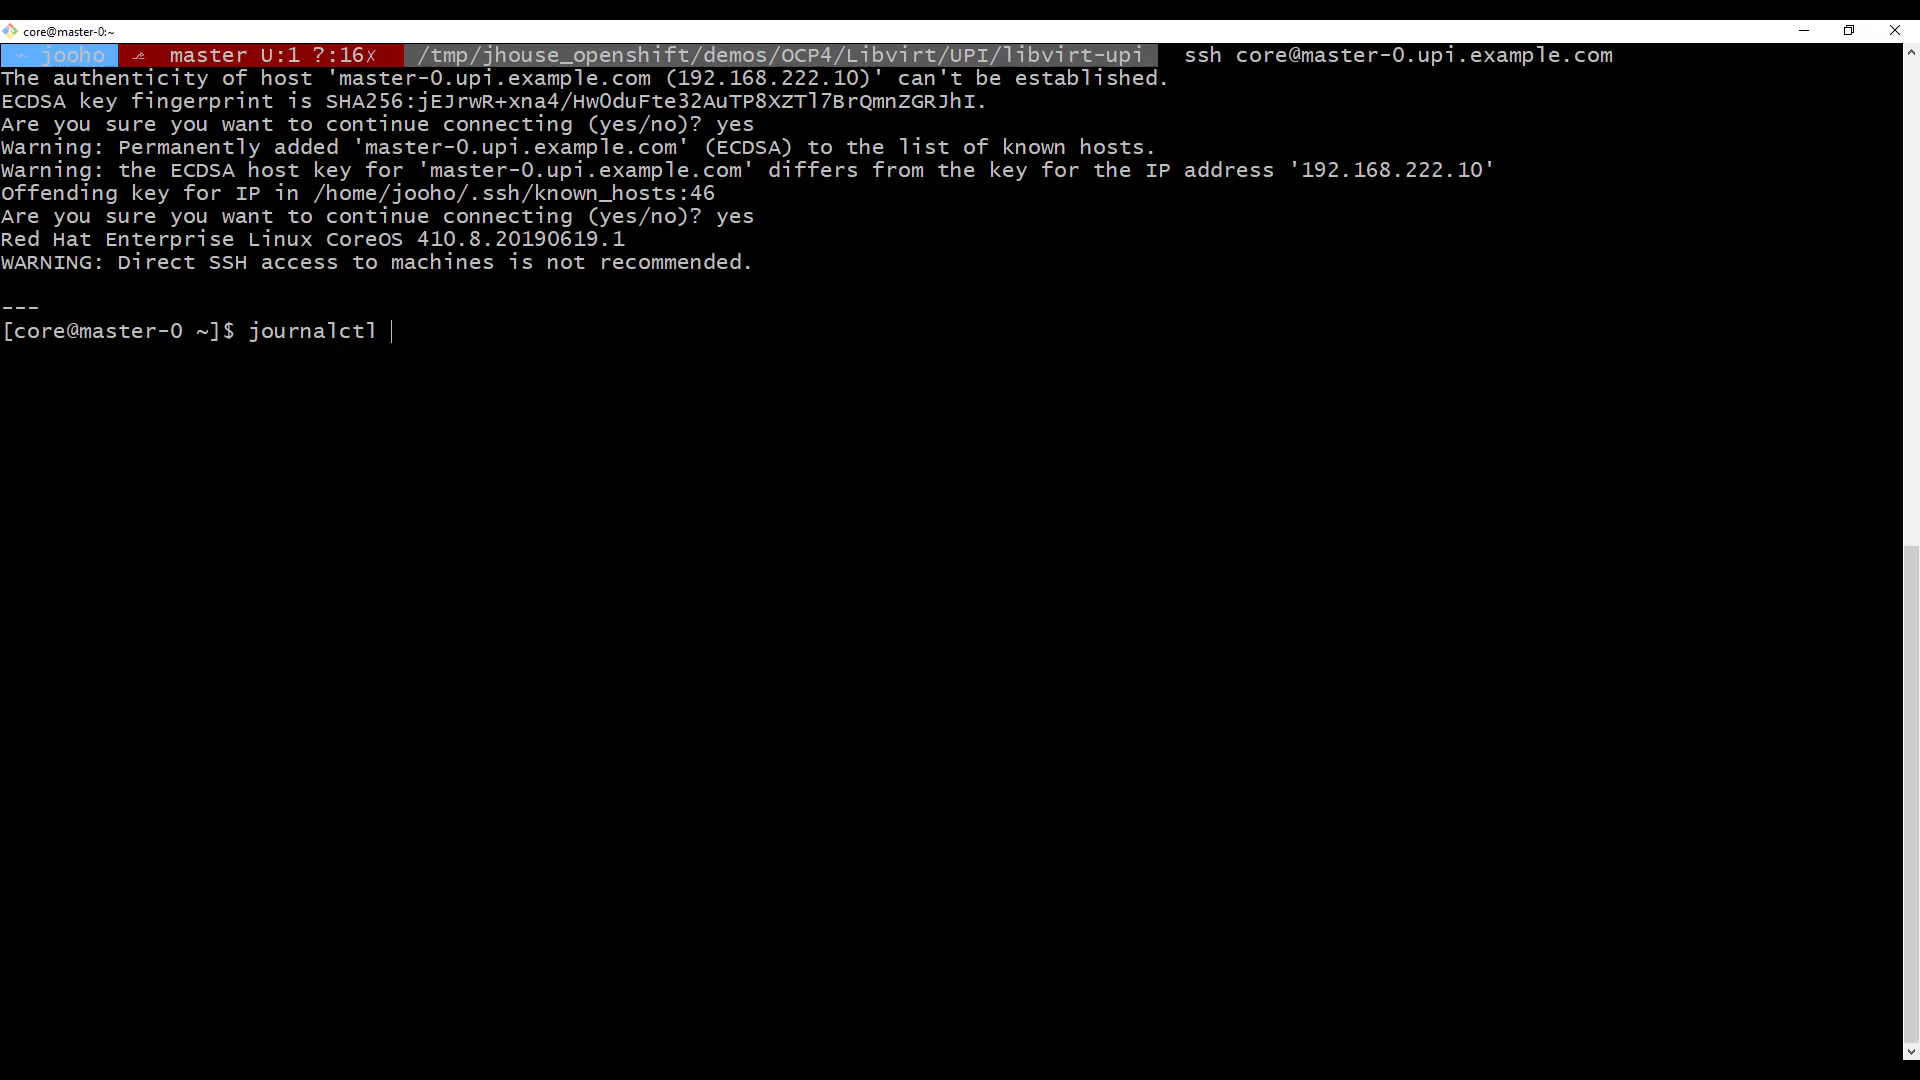 core@master-0:~
~ jooho master U:1 ?:16✗ /tmp/jhouse_openshift/demos/OCP4/Libvirt/UPI/libvirt-upi ssh core@master-0.upi.example.com
The authenticity of host 'master-0.upi.example.com (192.168.222.10)' can't be established.
ECDSA key fingerprint is SHA256:jEJrwR+xna4/Hw0duFte32AuTP8XZTl7BrQmnZGRJhI.
Are you sure you want to continue connecting (yes/no)? yes
Warning: Permanently added 'master-0.upi.example.com' (ECDSA) to the list of known hosts.
Warning: the ECDSA host key for 'master-0.upi.example.com' differs from the key for the IP address '192.168.222.10'
Offending key for IP in /home/jooho/.ssh/known_hosts:46
Are you sure you want to continue connecting (yes/no)? yes
Red Hat Enterprise Linux CoreOS 410.8.20190619.1
WARNING: Direct SSH access to machines is not recommended.
---
[core@master-0 ~]$ journalctl